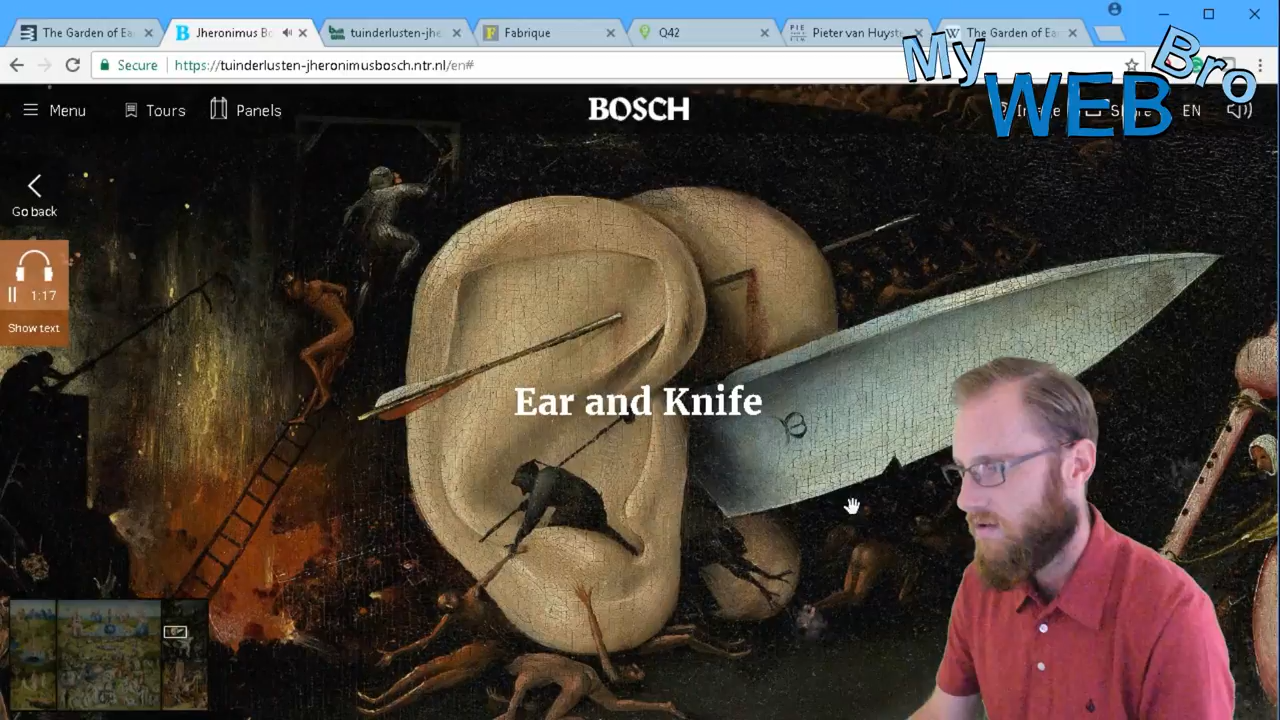 The Garden of Ea
Jheronimus Bo
tuinderlusten-jhe
Fabrique
Q42
Pieter van Huyste
The Garden of Ea
Secure
https://tuinderlusten-jheronimusbosch.ntr.nl/en#
My
WEB
Bro
Menu
Tours
Panels
BOSCH
EN
Go back
1:17
Show text
Ear and Knife